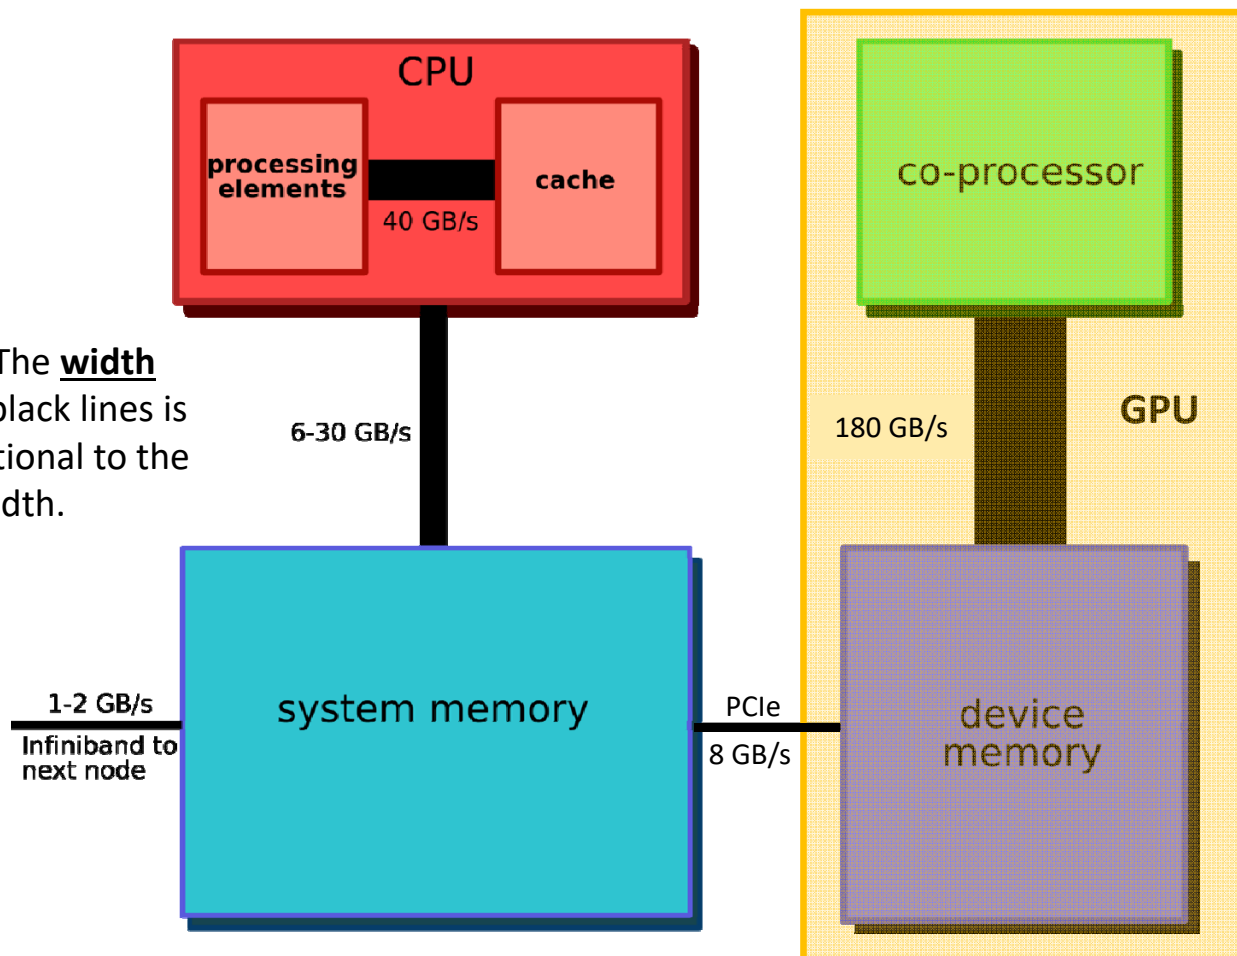 CPU
processing
elements
cache
40 GB/s
co-processor
The width
black lines is
tional to the
dth.
6-30 GB/s
180 GB/s
GPU
1-2 GB/s
Infiniband to
next node
system memory
PCIe
8 GB/s
device
memory